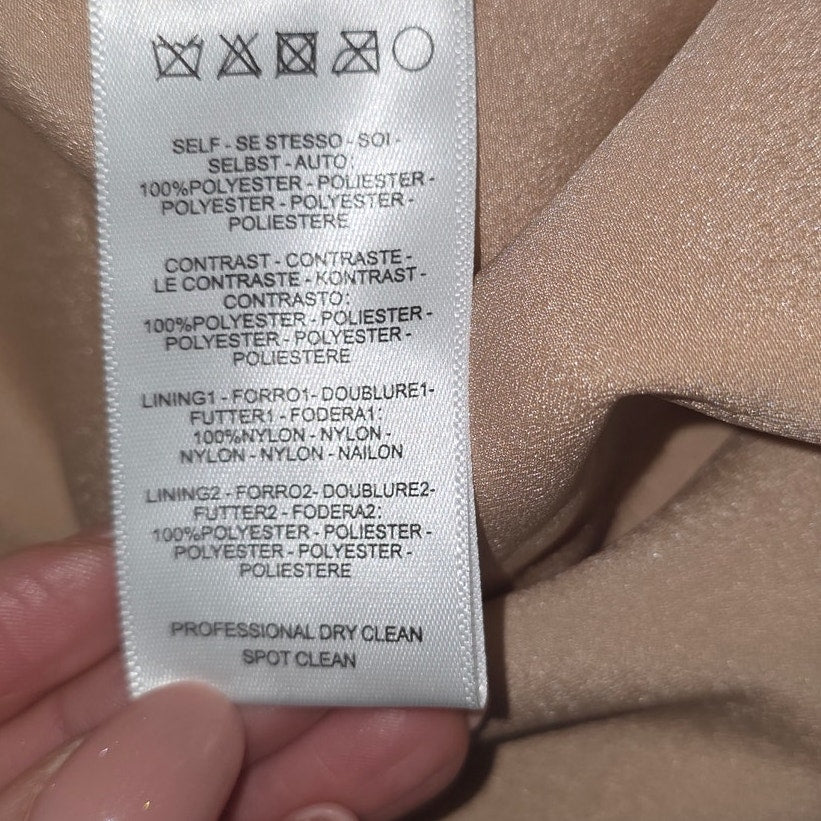 SELF - SE STESSO - SOI -
SELBST - AUTO:
100%POLYESTER - POLIESTER -
POLYESTER - POLYESTER -
POLIESTERE
CONTRAST - CONTRASTE -
LE CONTRASTE - KONTRAST -
CONTRASTO:
100%POLYESTER - POLIESTER -
POLYESTER - POLYESTER -
POLIESTERE
LINING1 - FORRO1- DOUBLURE1-
FUTTER1 - FODERA1:
100%NYLON - NYLON -
NYLON - NYLON - NAILON
LINING2 - FORRO2- DOUBLURE2-
FUTTER2 - FODERA2:
100%POLYESTER - POLIESTER -
POLYESTER - POLYESTER -
POLIESTERE
PROFESSIONAL DRY CLEAN
SPOT CLEAN